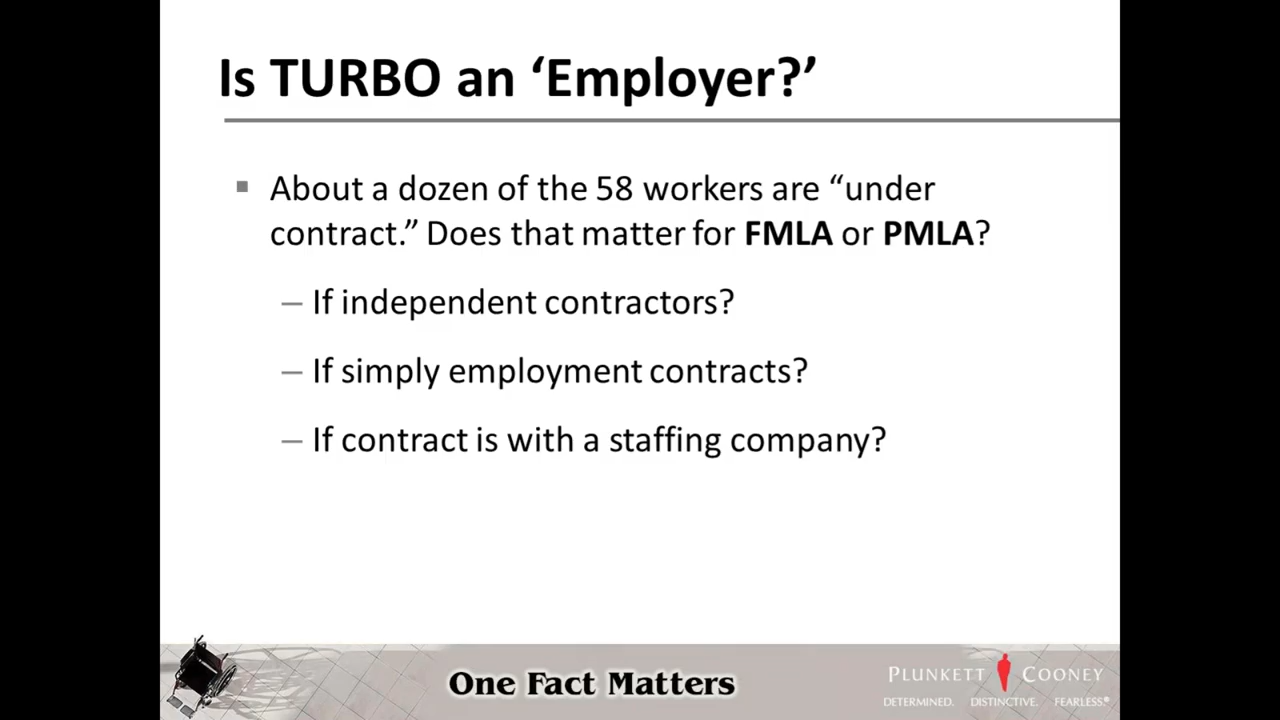 Is TURBO an ‘Employer?’
▪ About a dozen of the 58 workers are “under
contract.” Does that matter for FMLA or PMLA?
– If independent contractors?
– If simply employment contracts?
– If contract is with a staffing company?
One Fact Matters
PLUNKETT COONEY
DETERMINED. DISTINCTIVE. FEARLESS.®